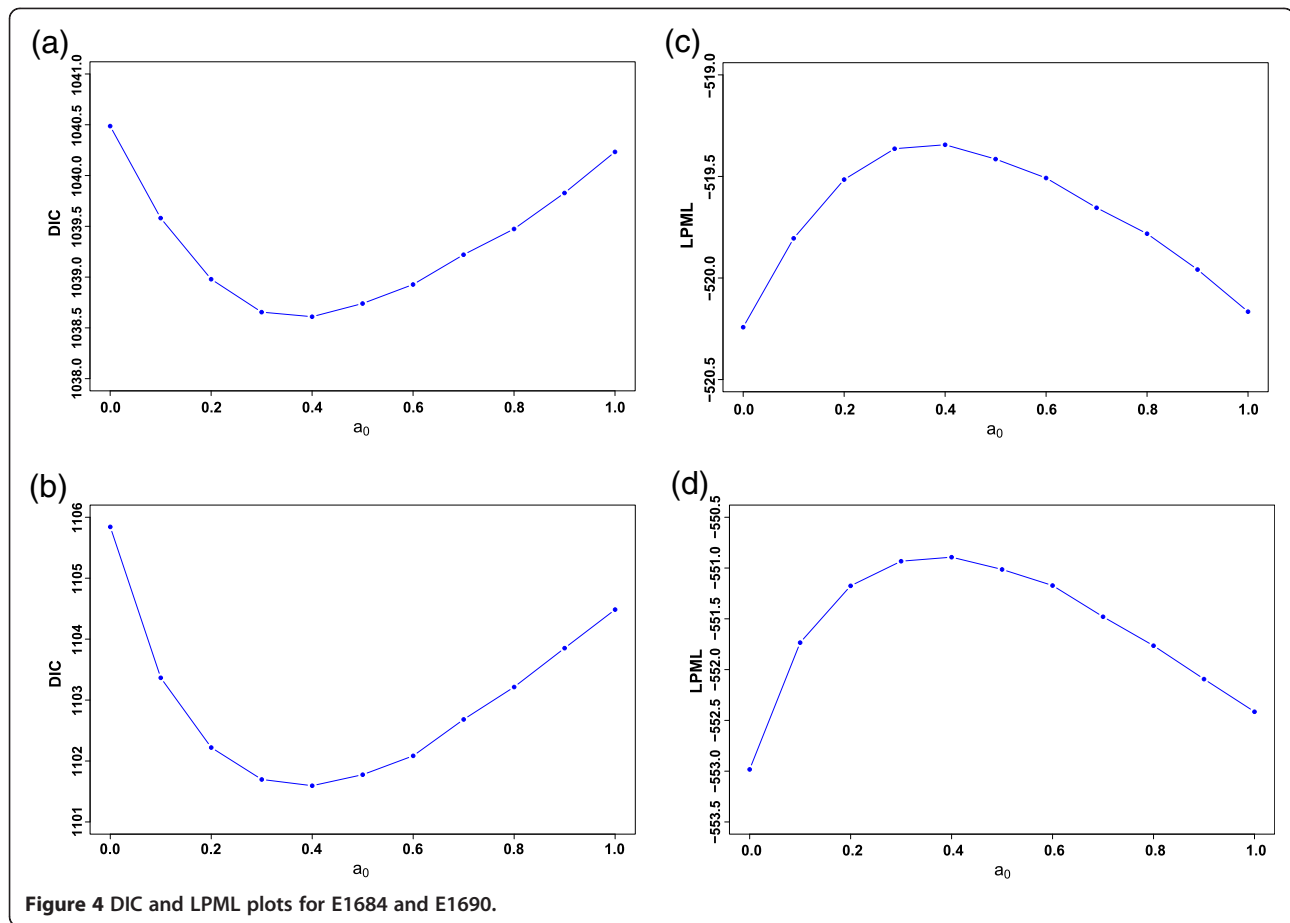 (a)
1041.0
1040.5
1040.0
1039.5
1039.0
1038.5
1038.0
DIC
0.0 0.2 0.4 0.6 0.8 1.0
a0
(c)
−519.0
−519.5
−520.0
−520.5
LPML
0.0 0.2 0.4 0.6 0.8 1.0
a0
(b)
1106
1105
1104
1103
1102
1101
DIC
0.0 0.2 0.4 0.6 0.8 1.0
a0
(d)
−550.5
−551.0
−551.5
−552.0
−552.5
−553.0
−553.5
LPML
0.0 0.2 0.4 0.6 0.8 1.0
a0
Figure 4 DIC and LPML plots for E1684 and E1690.